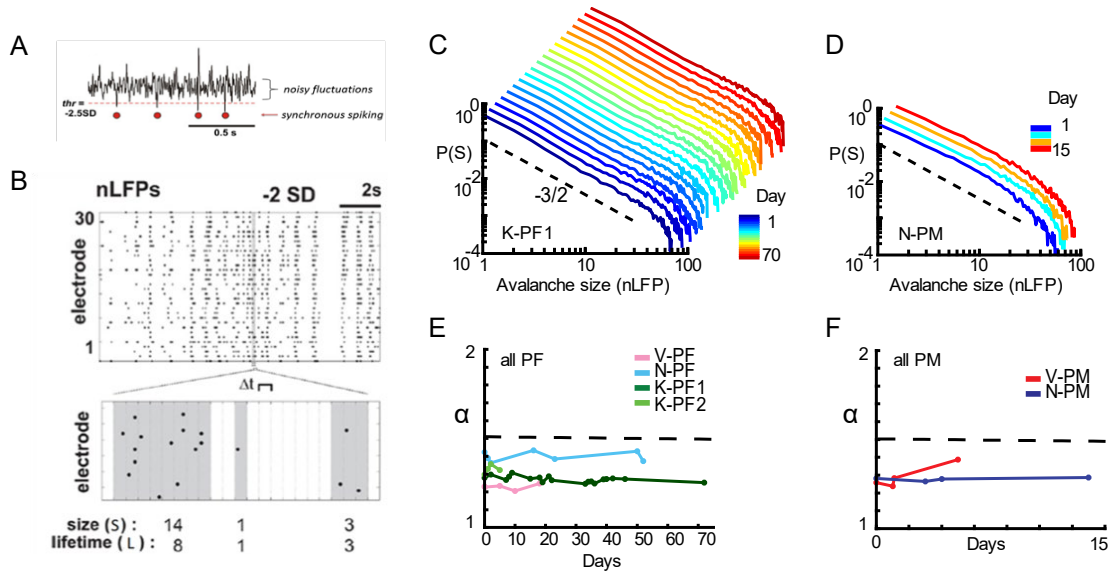 A
noisy fluctuations
thr =
-2.5SD
synchronous spiking
0.5 s
B
nLFPs -2 SD 2s
30
electrode
1
Δt
electrode
size (S) : 14 1 3
lifetime (L) : 8 1 3
C
10^0
P(S)
10^-2
10^-4
-3/2
K-PF1
Day
1
70
1 10 100
Avalanche size (nLFP)
D
Day
1
15
10^0
P(S)
10^-2
10^-4
N-PM
1 10 100
Avalanche size (nLFP)
E
2
all PF
V-PF
N-PF
K-PF1
K-PF2
α
1
0 10 20 30 40 50 60 70
Days
F
2
all PM
V-PM
N-PM
α
1
0 15
Days